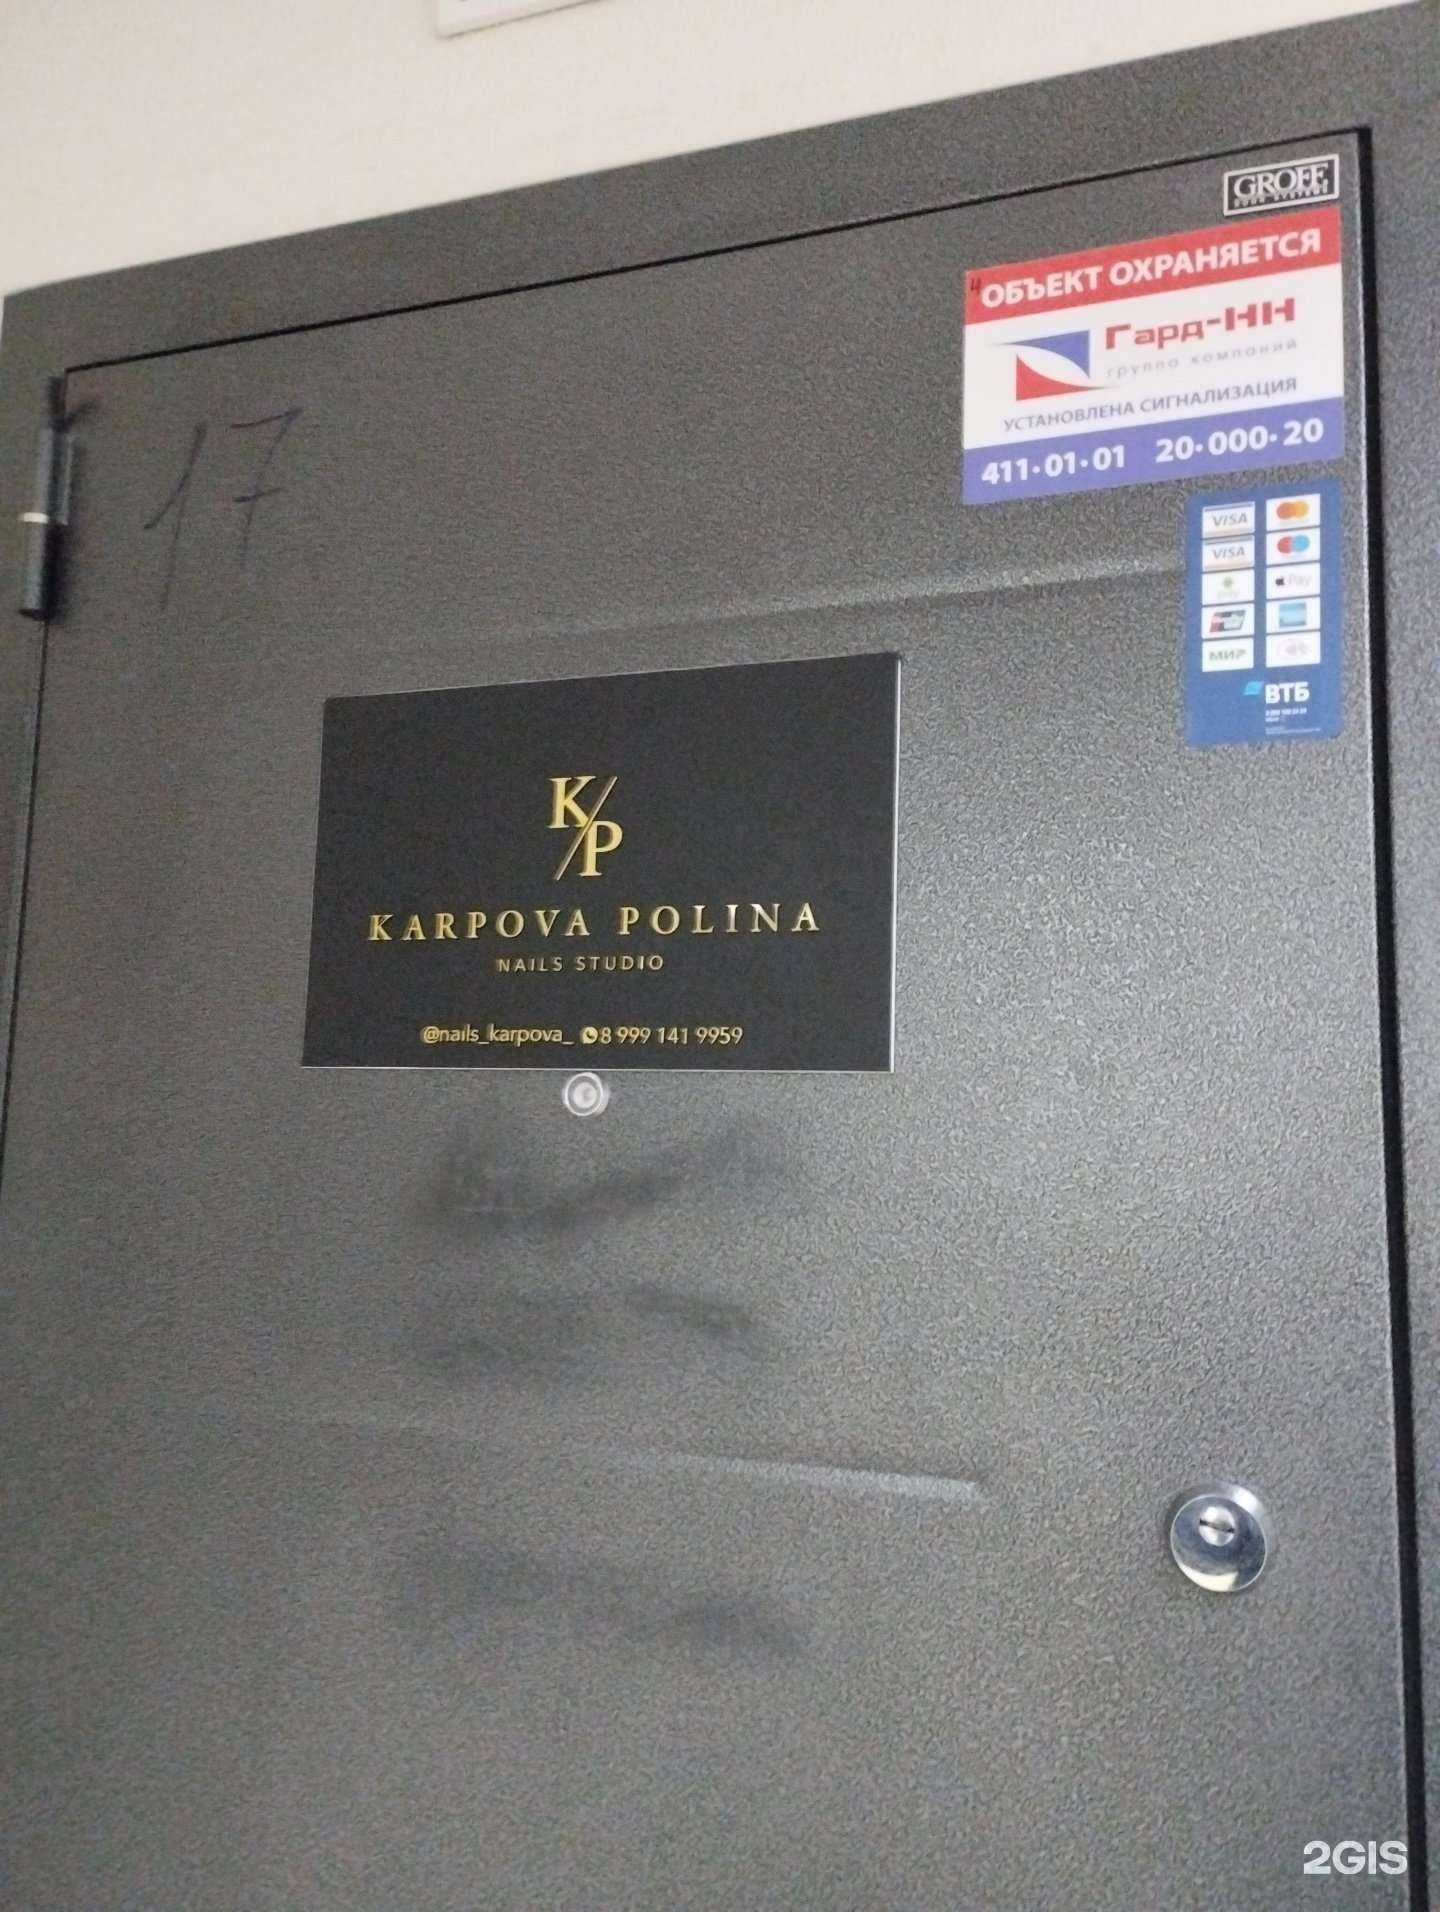 GROFF
ОБЪЕКТ ОХРАНЯЕТСЯ
Гард-НН
группа компаний
УСТАНОВЛЕНА СИГНАЛИЗАЦИЯ
411·01·01 20·000·20
17
VISA
VISA
Pay
МИР
ВТБ
K/P
KARPOVA POLINA
NAILS STUDIO
@nails_karpova_ 8 999 141 9959
2GIS